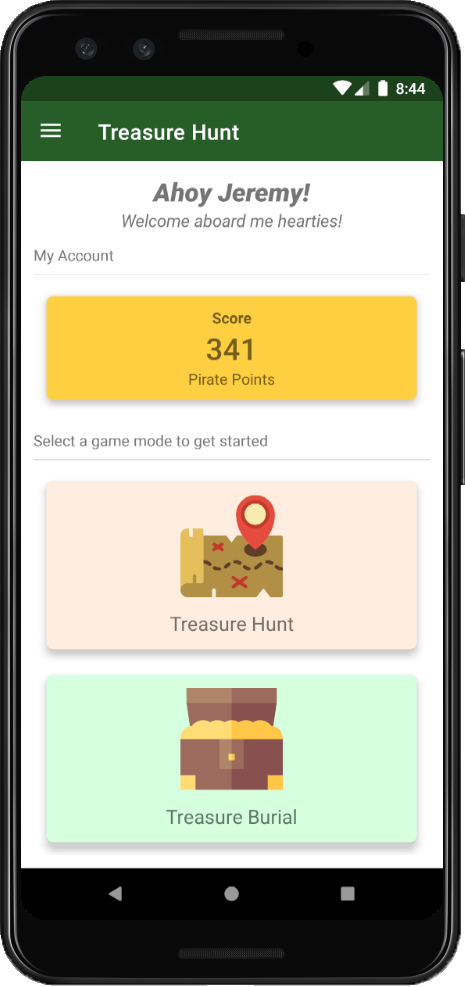 8:44
Treasure Hunt
Ahoy Jeremy!
Welcome aboard me hearties!
My Account
Score
341
Pirate Points
Select a game mode to get started
Treasure Hunt
Treasure Burial